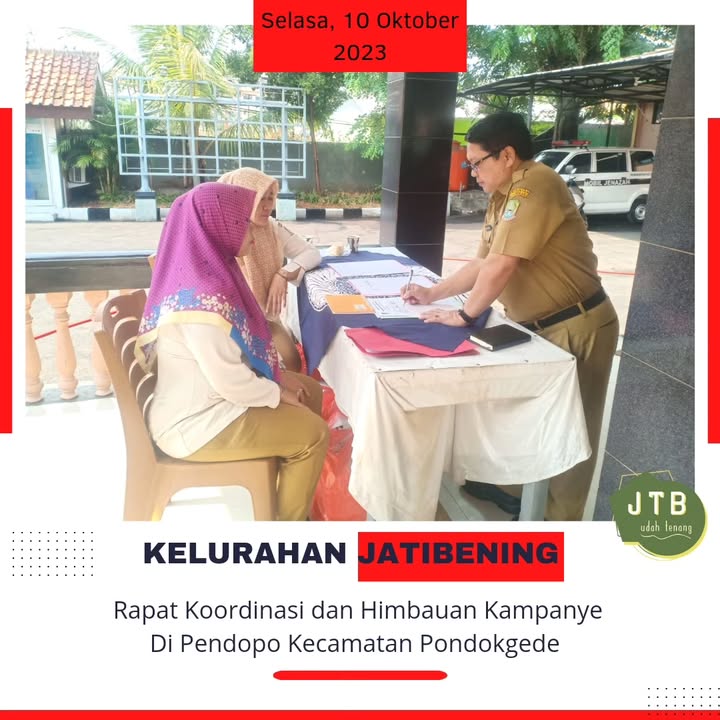 Selasa, 10 Oktober
2023
MOBIL JENAZAH
JTB
udah tenang
KELURAHAN JATIBENING
Rapat Koordinasi dan Himbauan Kampanye
Di Pendopo Kecamatan Pondokgede